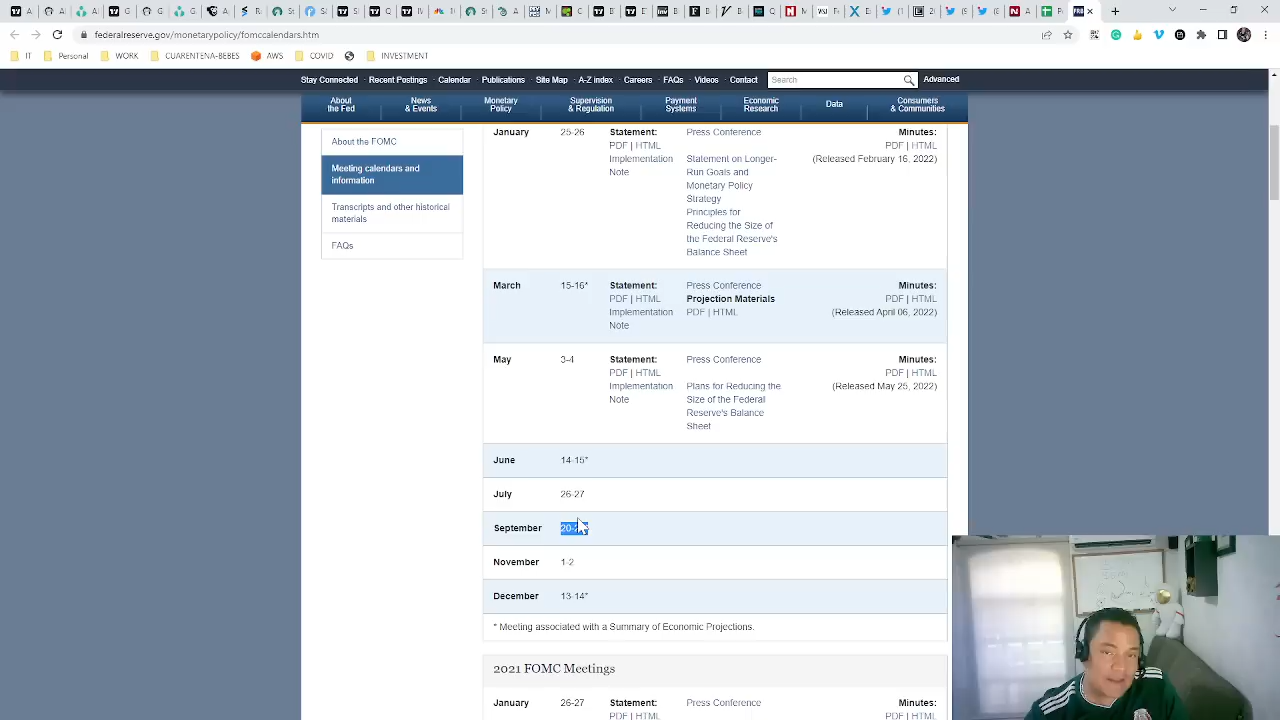 federalreserve.gov/monetarypolicy/fomccalendars.htm
IT Personal WORK CUARENTENA-BEBES AWS COVID INVESTMENT
Stay Connected Recent Postings Calendar Publications Site Map A-Z index Careers FAQs Videos Contact Search Advanced
About the Fed
News & Events
Monetary Policy
Supervision & Regulation
Payment Systems
Economic Research
Data
Consumers & Communities
About the FOMC
Meeting calendars and
information
Transcripts and other historical
materials
FAQs
January 25-26 Statement: Press Conference Minutes:
PDF | HTML PDF | HTML
Implementation Statement on Longer- (Released February 16, 2022)
Note Run Goals and
Monetary Policy
Strategy
Principles for
Reducing the Size of
the Federal Reserve's
Balance Sheet
March 15-16* Statement: Press Conference Minutes:
PDF | HTML Projection Materials PDF | HTML
Implementation PDF | HTML (Released April 06, 2022)
Note
May 3-4 Statement: Press Conference Minutes:
PDF | HTML PDF | HTML
Implementation Plans for Reducing the (Released May 25, 2022)
Note Size of the Federal
Reserve's Balance
Sheet
June 14-15*
July 26-27
September
November 1-2
December 13-14*
* Meeting associated with a Summary of Economic Projections.
2021 FOMC Meetings
January 26-27 Statement: Press Conference Minutes:
PDF | HTML PDF | HTML